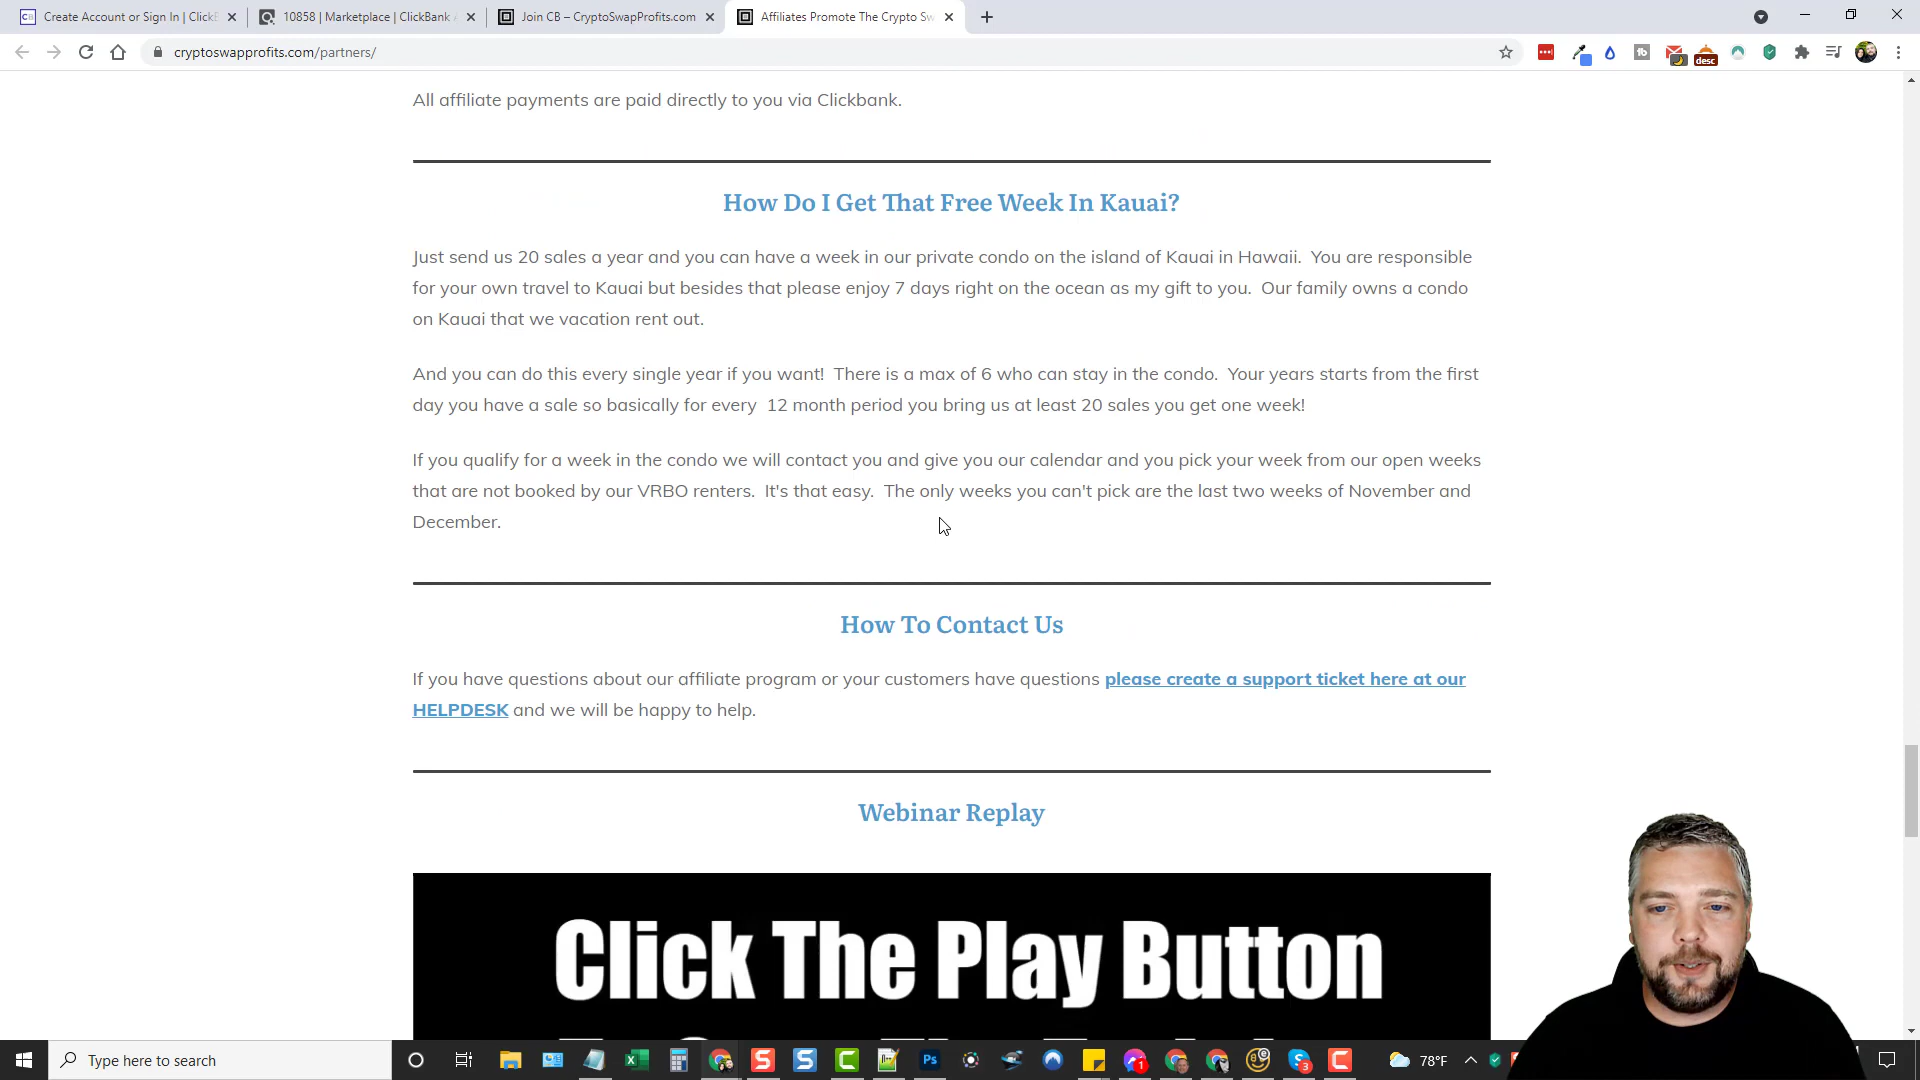 Create Account or Sign In | Click
10858 | Marketplace | ClickBank
Join CB – CryptoSwapProfits.com
Affiliates Promote The Crypto Sw
cryptoswapprofits.com/partners/
desc
All affiliate payments are paid directly to you via Clickbank.
How Do I Get That Free Week In Kauai?
Just send us 20 sales a year and you can have a week in our private condo on the island of Kauai in Hawaii. You are responsible
for your own travel to Kauai but besides that please enjoy 7 days right on the ocean as my gift to you. Our family owns a condo
on Kauai that we vacation rent out.
And you can do this every single year if you want! There is a max of 6 who can stay in the condo. Your years starts from the first
day you have a sale so basically for every 12 month period you bring us at least 20 sales you get one week!
If you qualify for a week in the condo we will contact you and give you our calendar and you pick your week from our open weeks
that are not booked by our VRBO renters. It's that easy. The only weeks you can't pick are the last two weeks of November and
December.
How To Contact Us
If you have questions about our affiliate program or your customers have questions please create a support ticket here at our
HELPDESK and we will be happy to help.
Webinar Replay
Click The Play Button
Type here to search
78°F